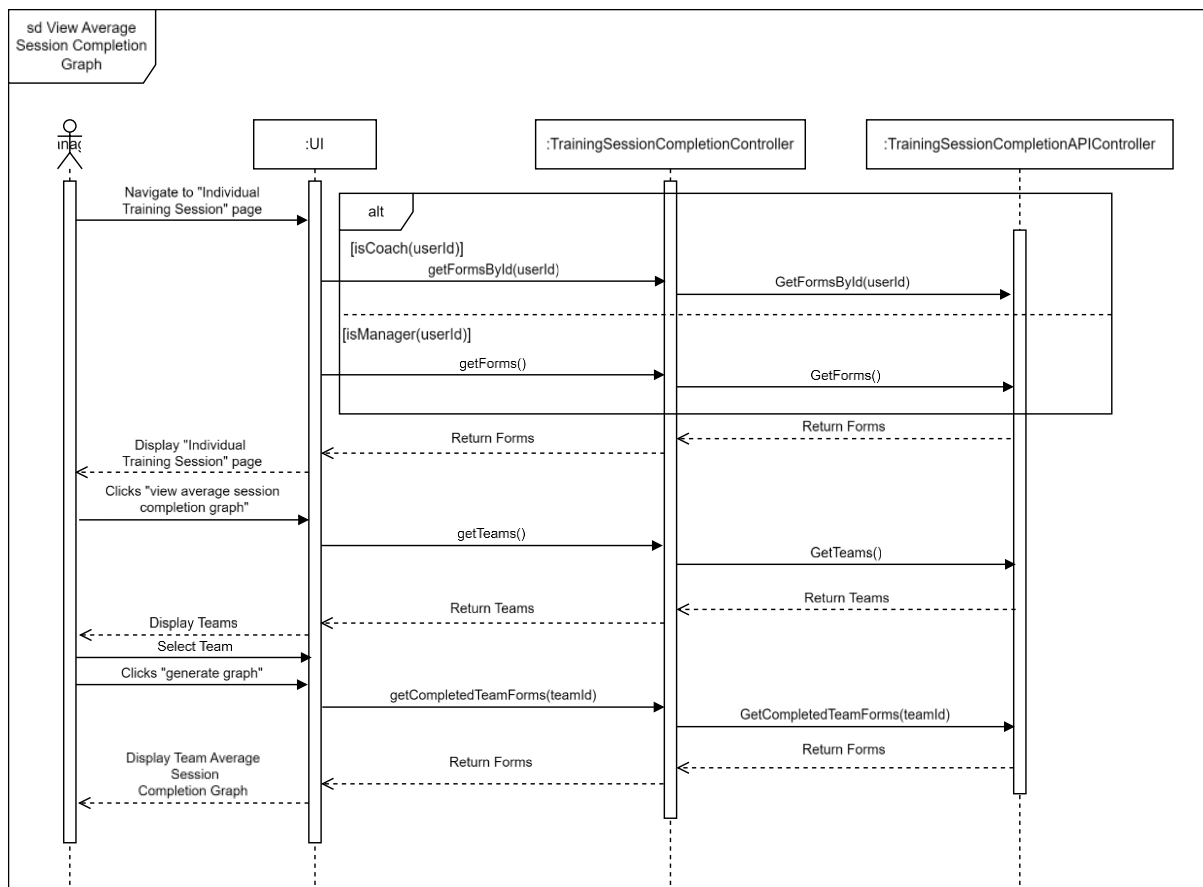 sd View Average
Session Completion
Graph
:UI
:TrainingSessionCompletionController
:TrainingSessionCompletionAPIController
Navigate to "Individual
Training Session" page
alt
[isCoach(userId)]
getFormsById(userId)
GetFormsById(userId)
[isManager(userId)]
getForms()
GetForms()
Return Forms
Return Forms
Display "Individual
Training Session" page
Clicks "view average session
completion graph"
getTeams()
GetTeams()
Return Teams
Return Teams
Display Teams
Select Team
Clicks "generate graph"
getCompletedTeamForms(teamId)
GetCompletedTeamForms(teamId)
Return Forms
Return Forms
Display Team Average
Session
Completion Graph